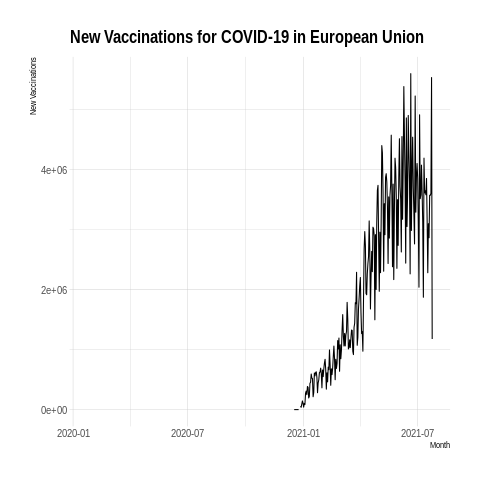 New Vaccinations for COVID-19 in European Union
New Vaccinations
4e+06
2e+06
0e+00
2020-01
2020-07
2021-01
2021-07
Month